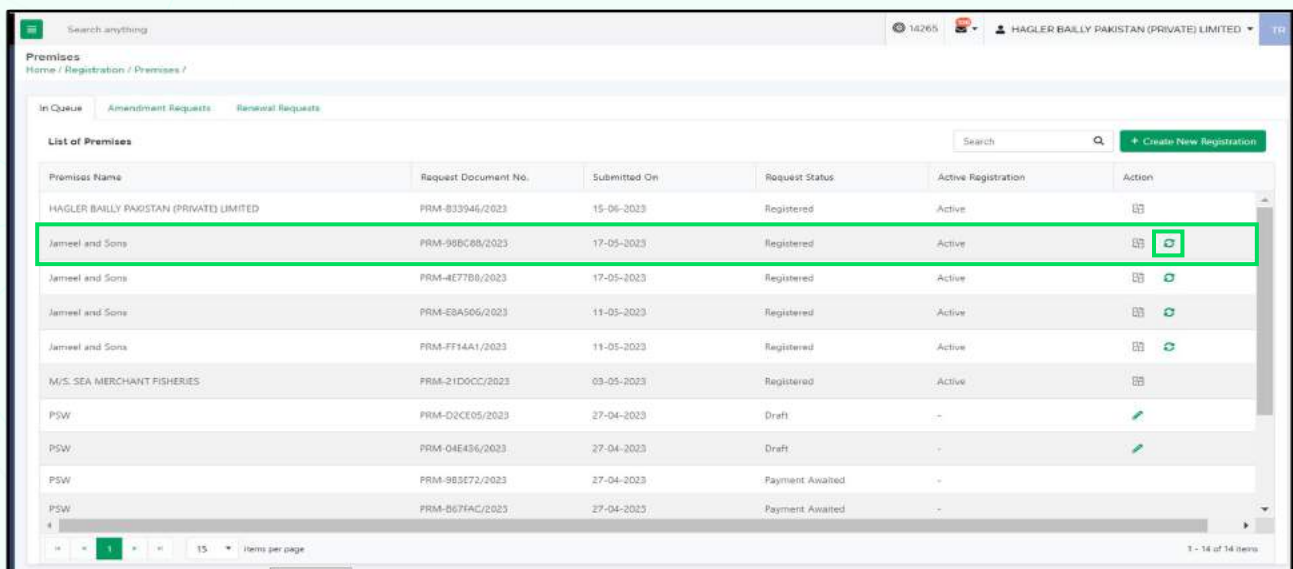 Search anything 14265 HAGLER BAILLY PAKISTAN (PRIVATE) LIMITED TR
Premises
Home / Registration / Premises /
In Queue Amendment Requests Renewal Requests
List of Premises Search + Create New Registration
Premises Name Request Document No. Submitted On Request Status Active Registration Action
HAGLER BAILLY PAKISTAN (PRIVATE) LIMITED PRM-833946/2023 15-06-2023 Registered Active
Jameel and Sons PRM-98BC88/2023 17-05-2023 Registered Active
Jameel and Sons PRM-4E77B8/2023 17-05-2023 Registered Active
Jameel and Sons PRM-E8A506/2023 11-05-2023 Registered Active
Jameel and Sons PRM-FF14A1/2023 11-05-2023 Registered Active
M/S. SEA MERCHANT FISHERIES PRM-21D0CC/2023 03-05-2023 Registered Active
PSW PRM-D2CE05/2023 27-04-2023 Draft -
PSW PRM-04E436/2023 27-04-2023 Draft -
PSW PRM-983E72/2023 27-04-2023 Payment Awaited -
PSW PRM-B67FAC/2023 27-04-2023 Payment Awaited -
1 15 items per page 1 - 14 of 14 items